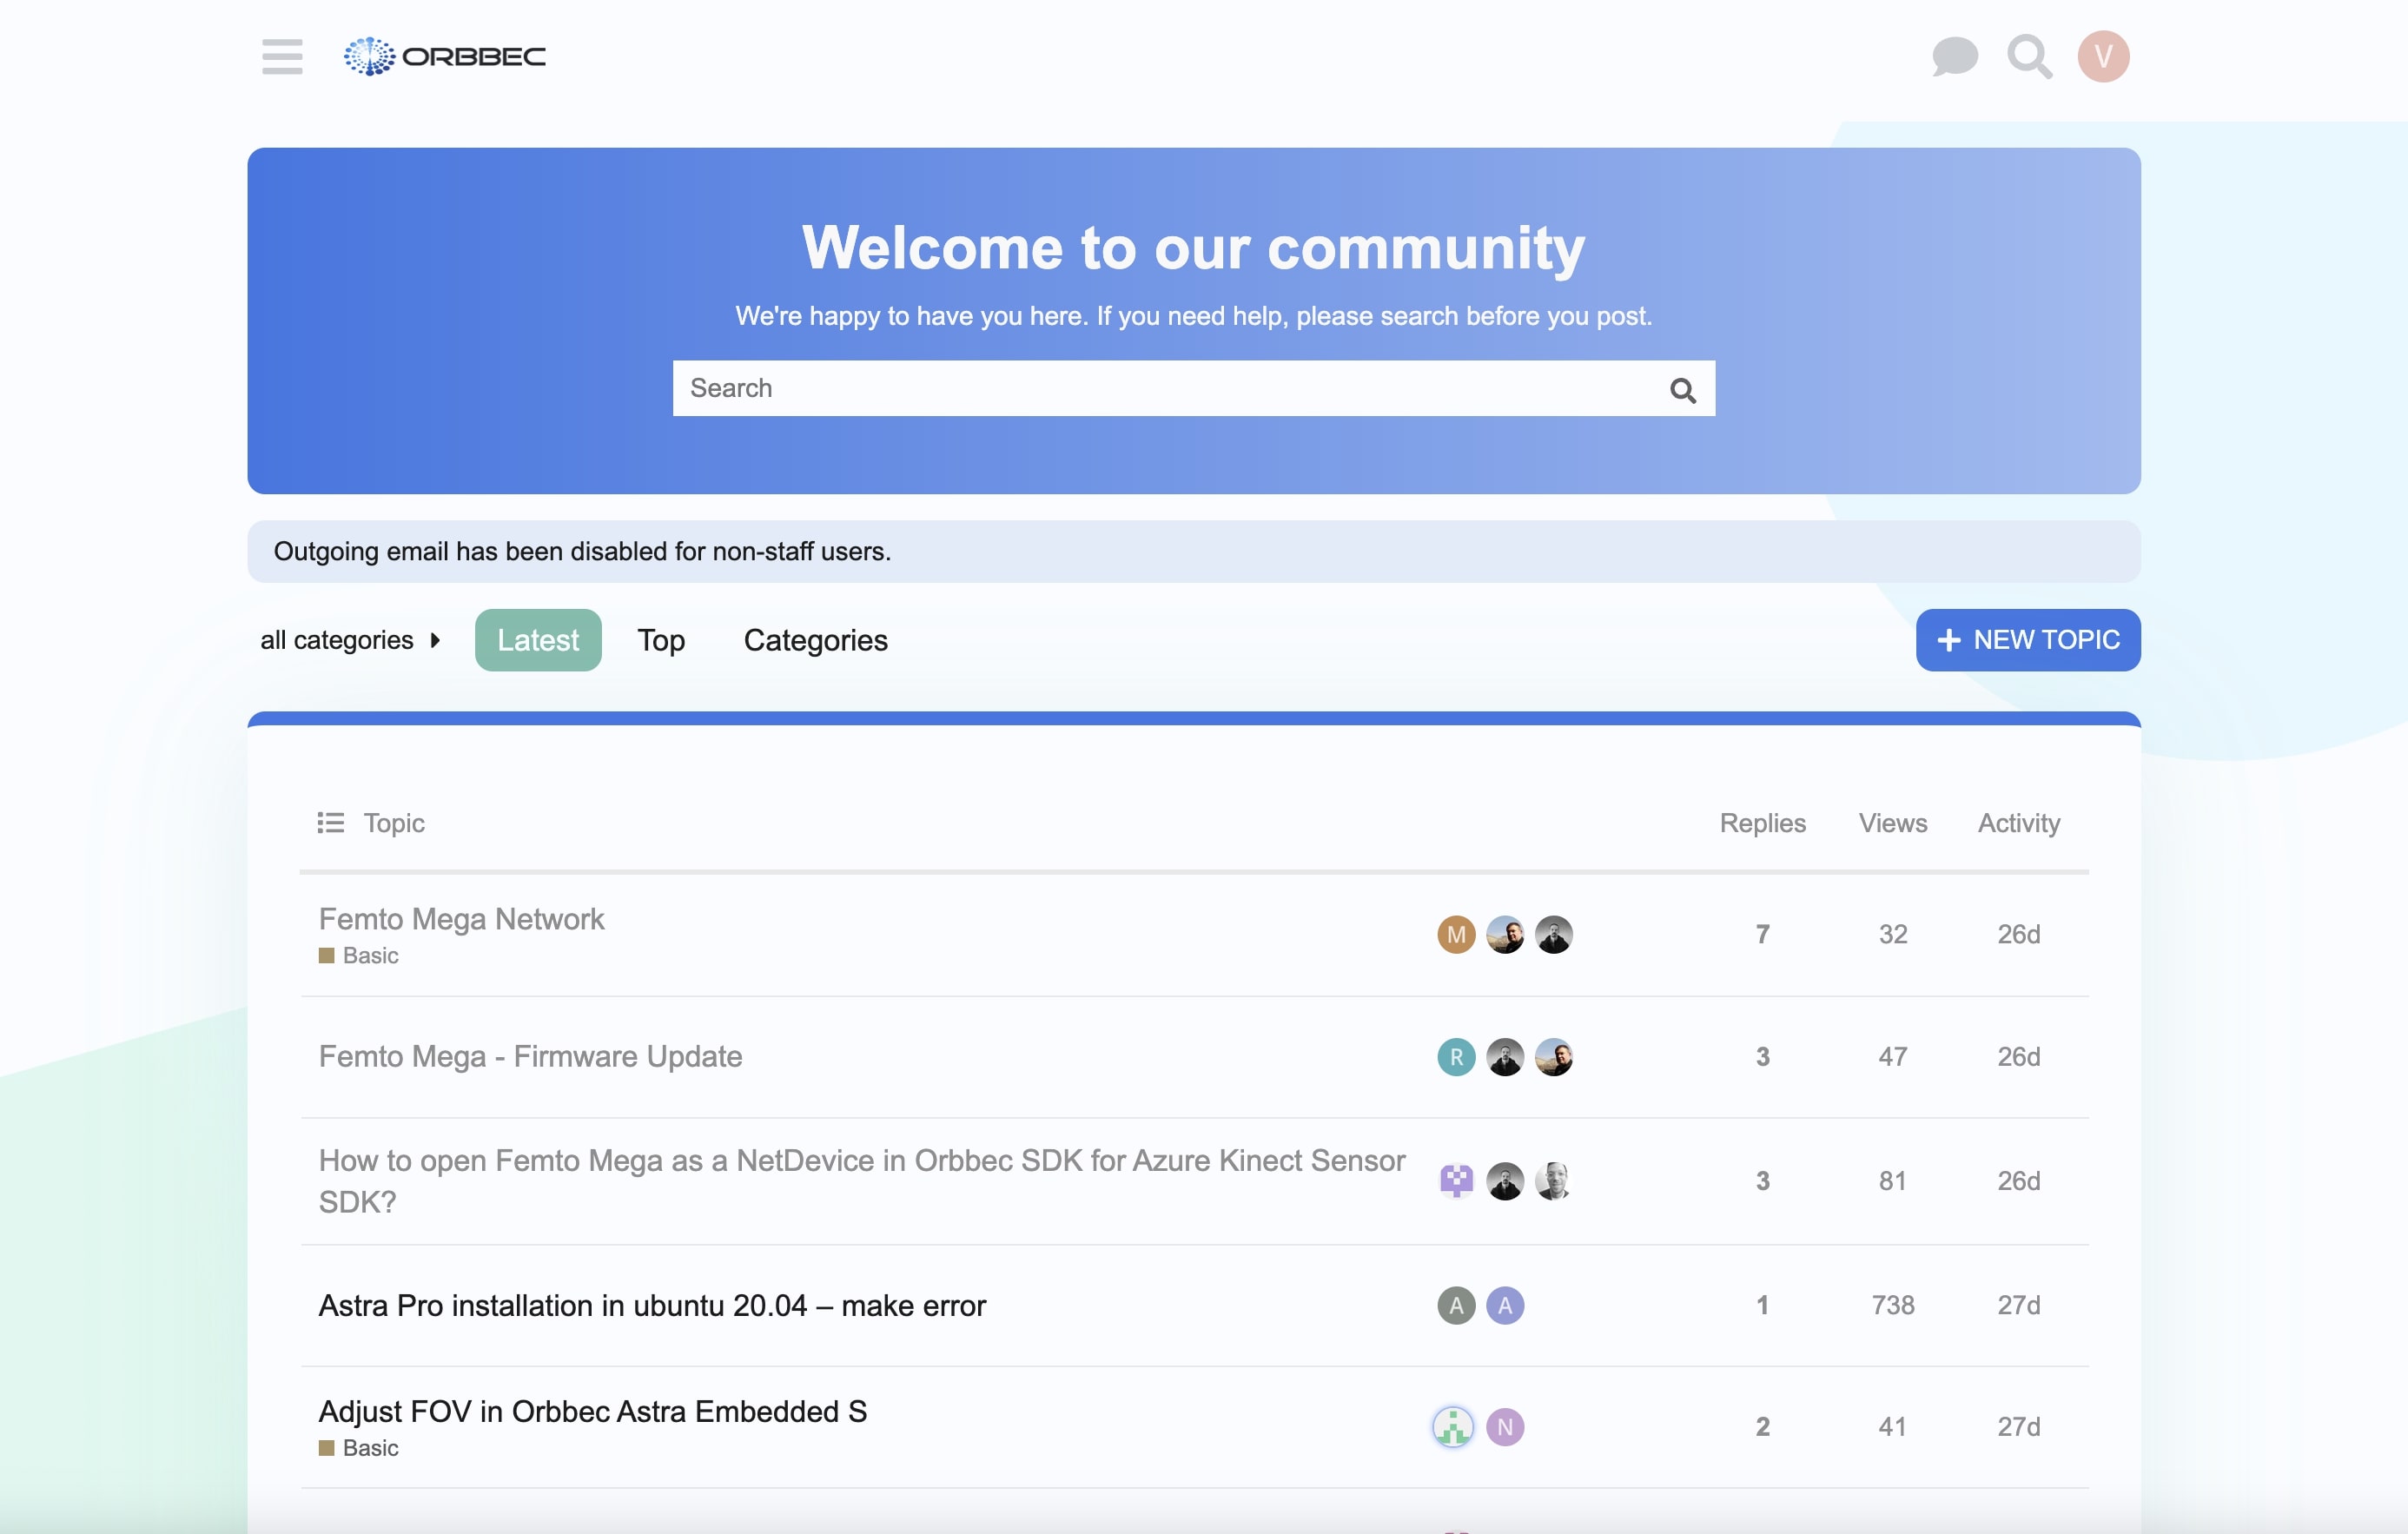 ORBBEC
V
Welcome to our community
We're happy to have you here. If you need help, please search before you post.
Search
Outgoing email has been disabled for non-staff users.
all categories Latest Top Categories NEW TOPIC
Topic Replies Views Activity
Femto Mega Network M 7 32 26d
Basic
Femto Mega - Firmware Update R 3 47 26d
How to open Femto Mega as a NetDevice in Orbbec SDK for Azure Kinect Sensor
SDK?
3 81 26d
Astra Pro installation in ubuntu 20.04 – make error A A 1 738 27d
Adjust FOV in Orbbec Astra Embedded S N 2 41 27d
Basic